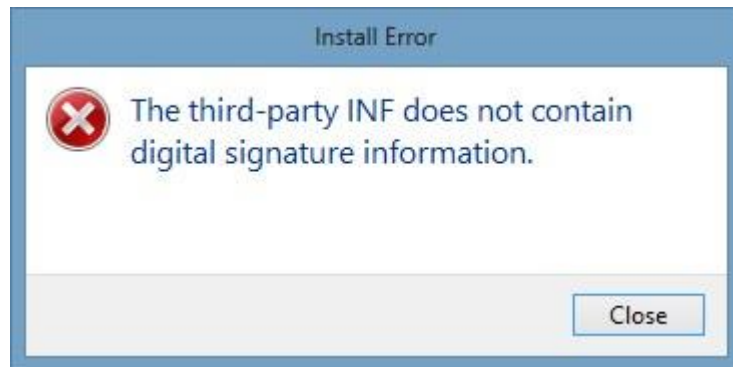 Install Error
The third-party INF does not contain
digital signature information.
Close